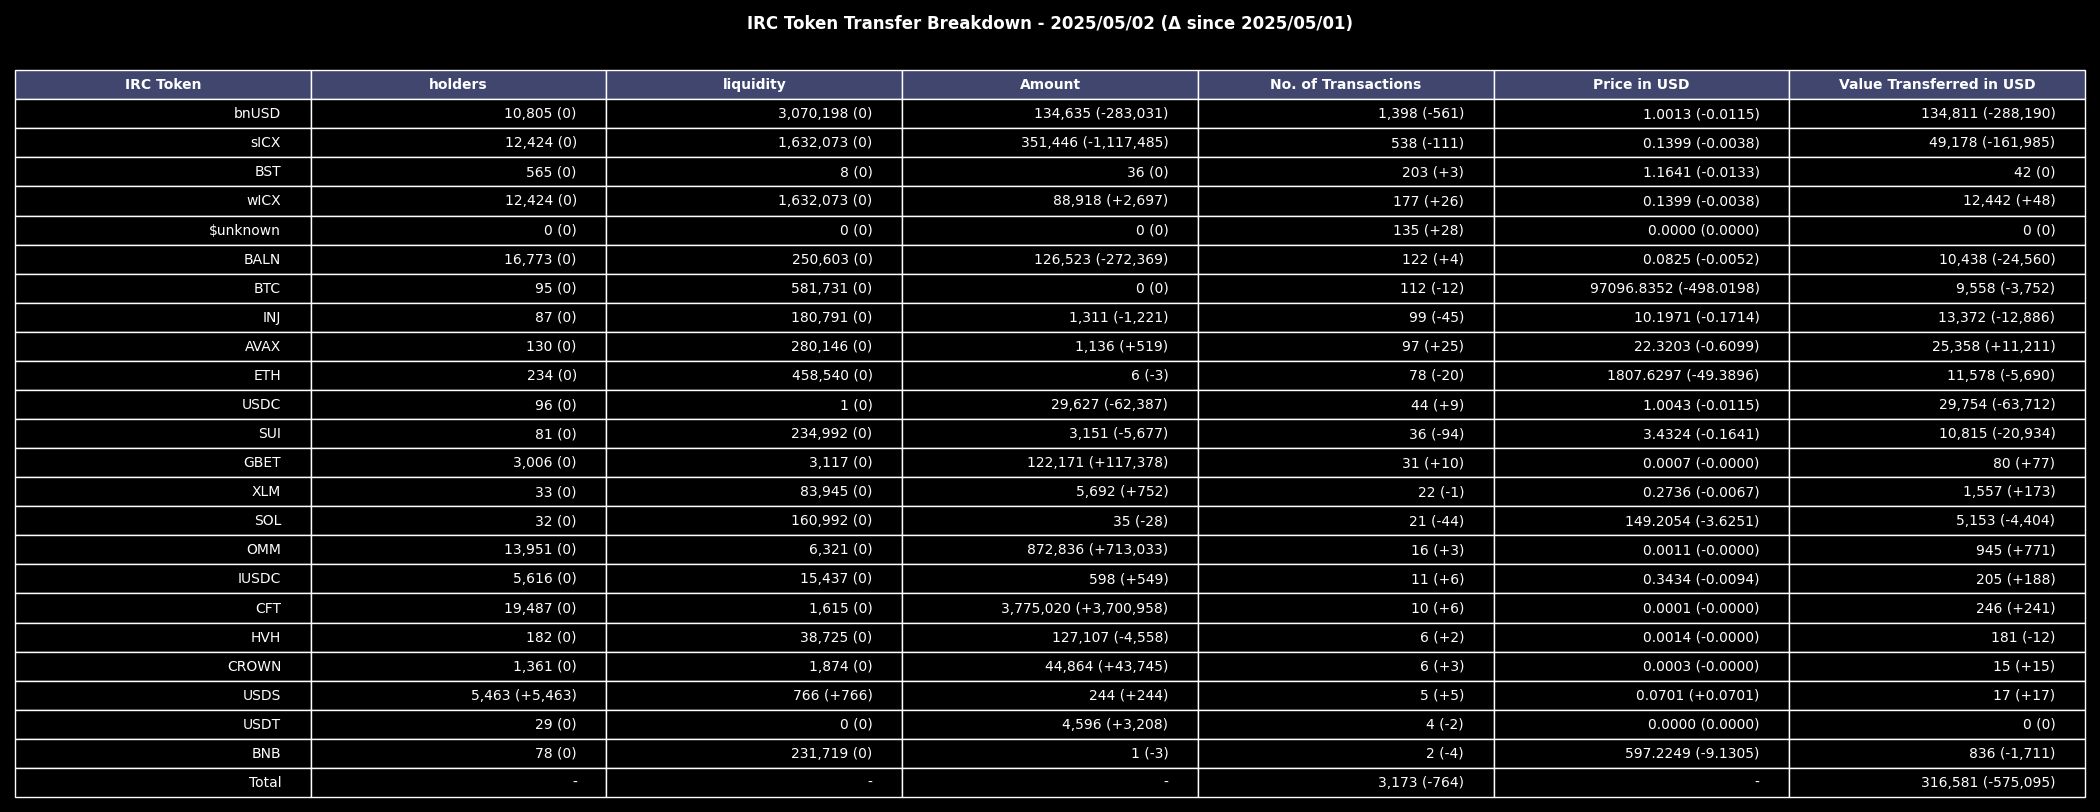 IRC Token Transfer Breakdown - 2025/05/02 (Δ since 2025/05/01)
IRC Token holders liquidity Amount No. of Transactions Price in USD Value Transferred in USD
bnUSD 10,805 (0) 3,070,198 (0) 134,635 (-283,031) 1,398 (-561) 1.0013 (-0.0115) 134,811 (-288,190)
sICX 12,424 (0) 1,632,073 (0) 351,446 (-1,117,485) 538 (-111) 0.1399 (-0.0038) 49,178 (-161,985)
BST 565 (0) 8 (0) 36 (0) 203 (+3) 1.1641 (-0.0133) 42 (0)
wICX 12,424 (0) 1,632,073 (0) 88,918 (+2,697) 177 (+26) 0.1399 (-0.0038) 12,442 (+48)
$unknown 0 (0) 0 (0) 0 (0) 135 (+28) 0.0000 (0.0000) 0 (0)
BALN 16,773 (0) 250,603 (0) 126,523 (-272,369) 122 (+4) 0.0825 (-0.0052) 10,438 (-24,560)
BTC 95 (0) 581,731 (0) 0 (0) 112 (-12) 97096.8352 (-498.0198) 9,558 (-3,752)
INJ 87 (0) 180,791 (0) 1,311 (-1,221) 99 (-45) 10.1971 (-0.1714) 13,372 (-12,886)
AVAX 130 (0) 280,146 (0) 1,136 (+519) 97 (+25) 22.3203 (-0.6099) 25,358 (+11,211)
ETH 234 (0) 458,540 (0) 6 (-3) 78 (-20) 1807.6297 (-49.3896) 11,578 (-5,690)
USDC 96 (0) 1 (0) 29,627 (-62,387) 44 (+9) 1.0043 (-0.0115) 29,754 (-63,712)
SUI 81 (0) 234,992 (0) 3,151 (-5,677) 36 (-94) 3.4324 (-0.1641) 10,815 (-20,934)
GBET 3,006 (0) 3,117 (0) 122,171 (+117,378) 31 (+10) 0.0007 (-0.0000) 80 (+77)
XLM 33 (0) 83,945 (0) 5,692 (+752) 22 (-1) 0.2736 (-0.0067) 1,557 (+173)
SOL 32 (0) 160,992 (0) 35 (-28) 21 (-44) 149.2054 (-3.6251) 5,153 (-4,404)
OMM 13,951 (0) 6,321 (0) 872,836 (+713,033) 16 (+3) 0.0011 (-0.0000) 945 (+771)
IUSDC 5,616 (0) 15,437 (0) 598 (+549) 11 (+6) 0.3434 (-0.0094) 205 (+188)
CFT 19,487 (0) 1,615 (0) 3,775,020 (+3,700,958) 10 (+6) 0.0001 (-0.0000) 246 (+241)
HVH 182 (0) 38,725 (0) 127,107 (-4,558) 6 (+2) 0.0014 (-0.0000) 181 (-12)
CROWN 1,361 (0) 1,874 (0) 44,864 (+43,745) 6 (+3) 0.0003 (-0.0000) 15 (+15)
USDS 5,463 (+5,463) 766 (+766) 244 (+244) 5 (+5) 0.0701 (+0.0701) 17 (+17)
USDT 29 (0) 0 (0) 4,596 (+3,208) 4 (-2) 0.0000 (0.0000) 0 (0)
BNB 78 (0) 231,719 (0) 1 (-3) 2 (-4) 597.2249 (-9.1305) 836 (-1,711)
Total - - - 3,173 (-764) - 316,581 (-575,095)